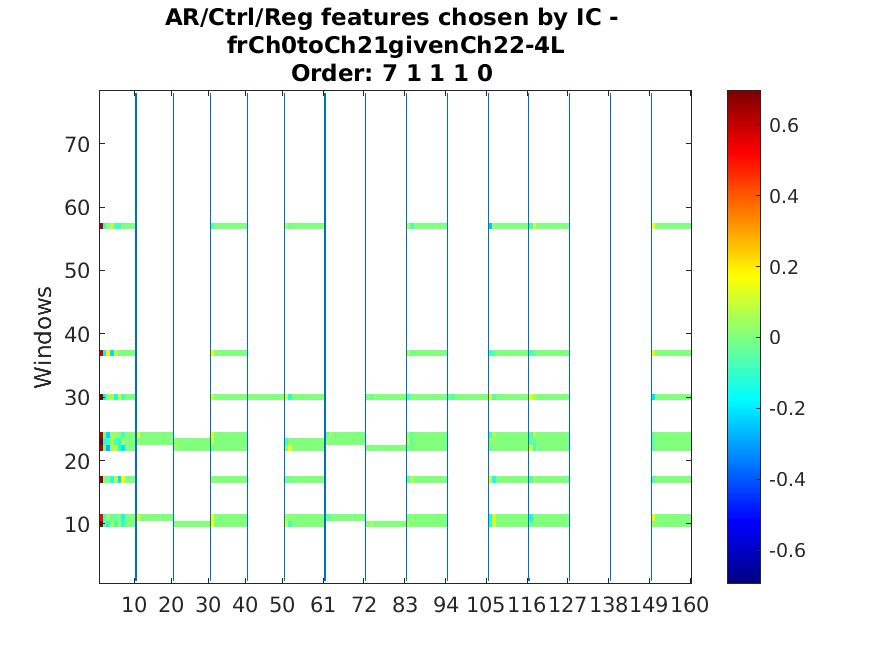 AR/Ctrl/Reg features chosen by IC -
frCh0toCh21givenCh22-4L
Order: 7 1 1 1 0
Windows
70
60
50
40
30
20
10
10 20 30 40 50 61 72 83 94 105 116 127 138 149 160
0.6
0.4
0.2
0
-0.2
-0.4
-0.6